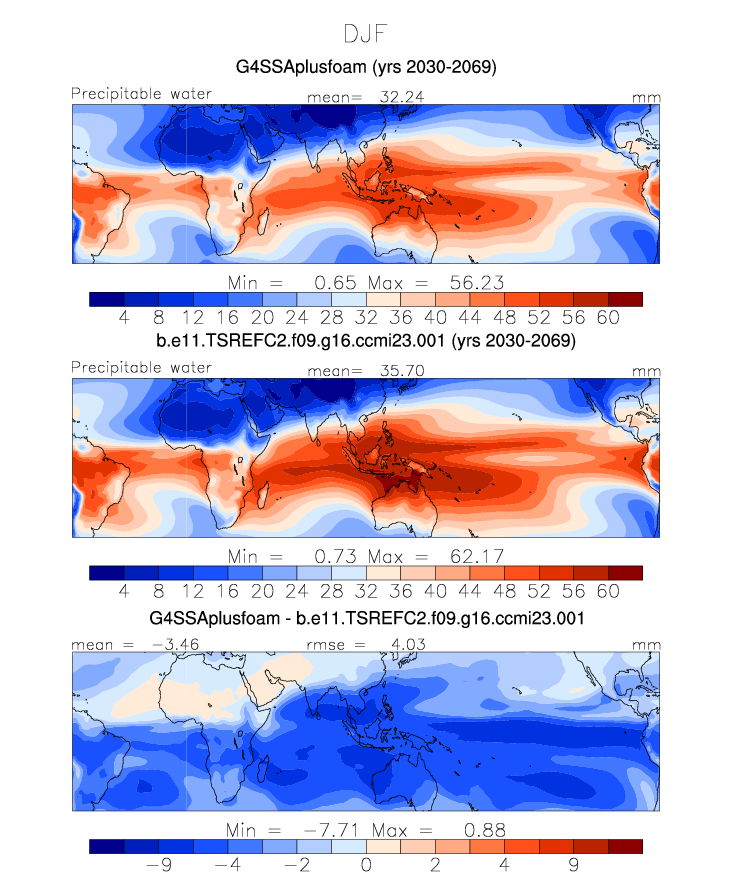 DJF
G4SSAplusfoam (yrs 2030-2069)
Precipitable water mean= 32.24 mm
Min = 0.65 Max = 56.23
4 8 12 16 20 24 28 32 36 40 44 48 52 56 60
b.e11.TSREFC2.f09.g16.ccmi23.001 (yrs 2030-2069)
Precipitable water mean= 35.70 mm
Min = 0.73 Max = 62.17
4 8 12 16 20 24 28 32 36 40 44 48 52 56 60
G4SSAplusfoam - b.e11.TSREFC2.f09.g16.ccmi23.001
mean = −3.46 rmse = 4.03 mm
Min = −7.71 Max = 0.88
−9 −4 −2 0 2 4 9